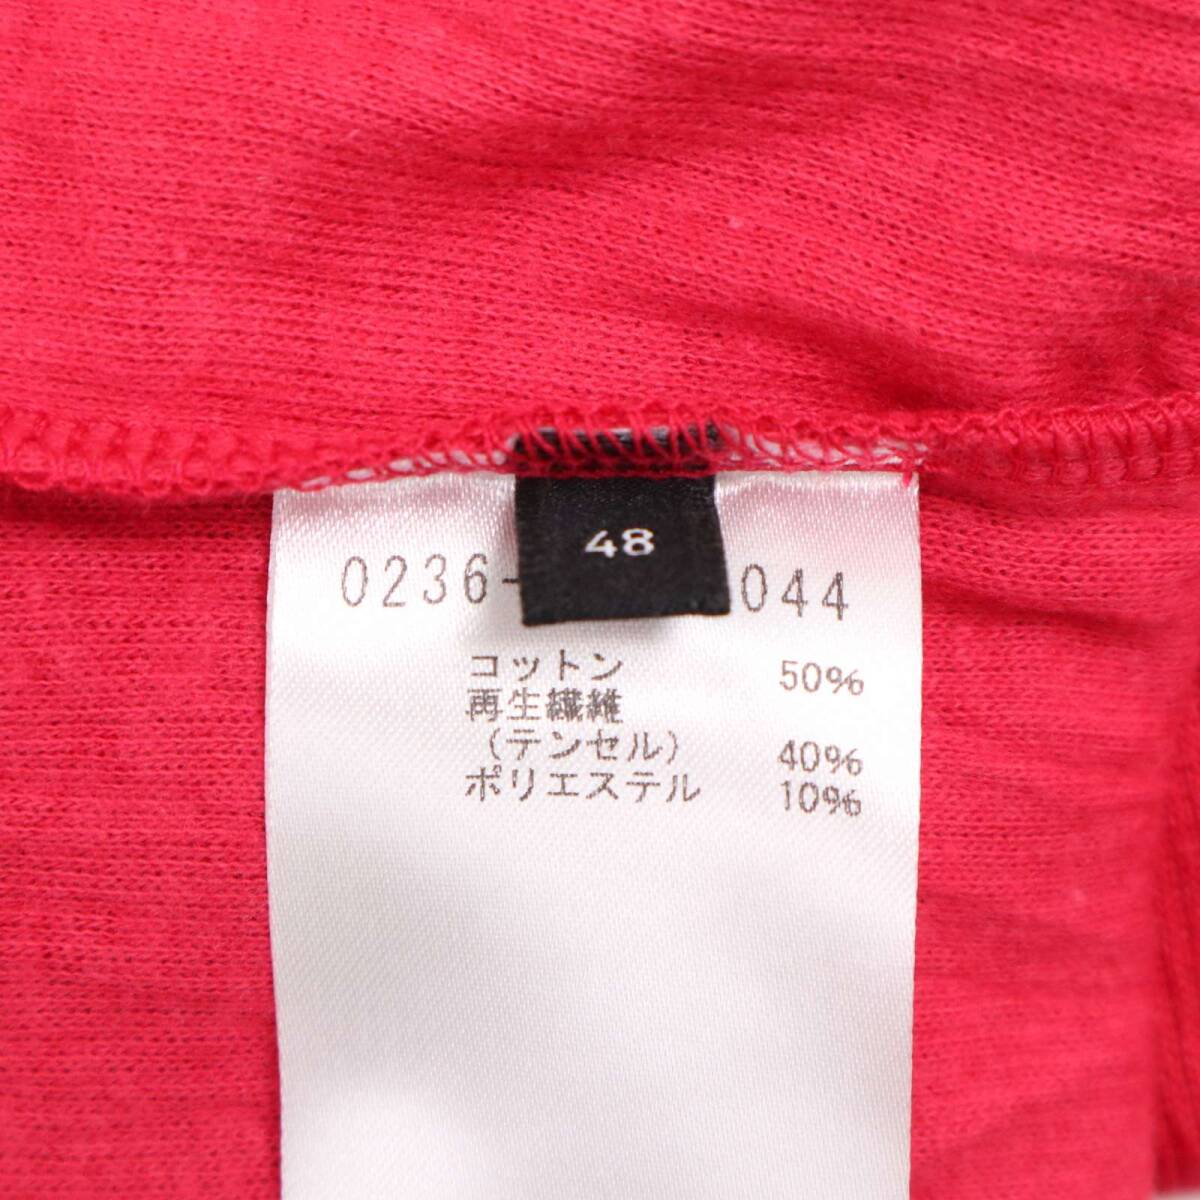 48
0236- 044
コットン 50%
再生繊維
(テンセル) 40%
ポリエステル 10%